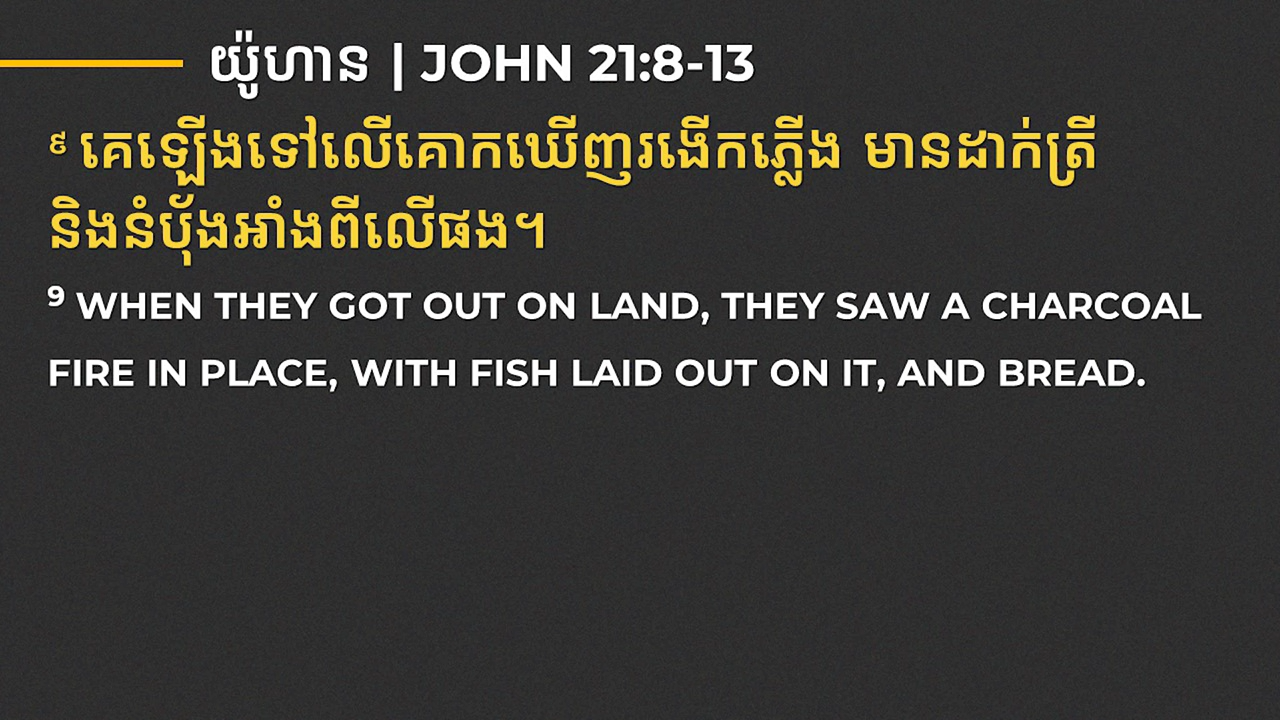 យ៉ូហាន | JOHN 21:8-13
៩ គេឡើងទៅលើគោកឃើញរងើកភ្លើង មានដាក់ត្រី
និងនំប៉័ងអាំងពីលើផង។
9 WHEN THEY GOT OUT ON LAND, THEY SAW A CHARCOAL
FIRE IN PLACE, WITH FISH LAID OUT ON IT, AND BREAD.